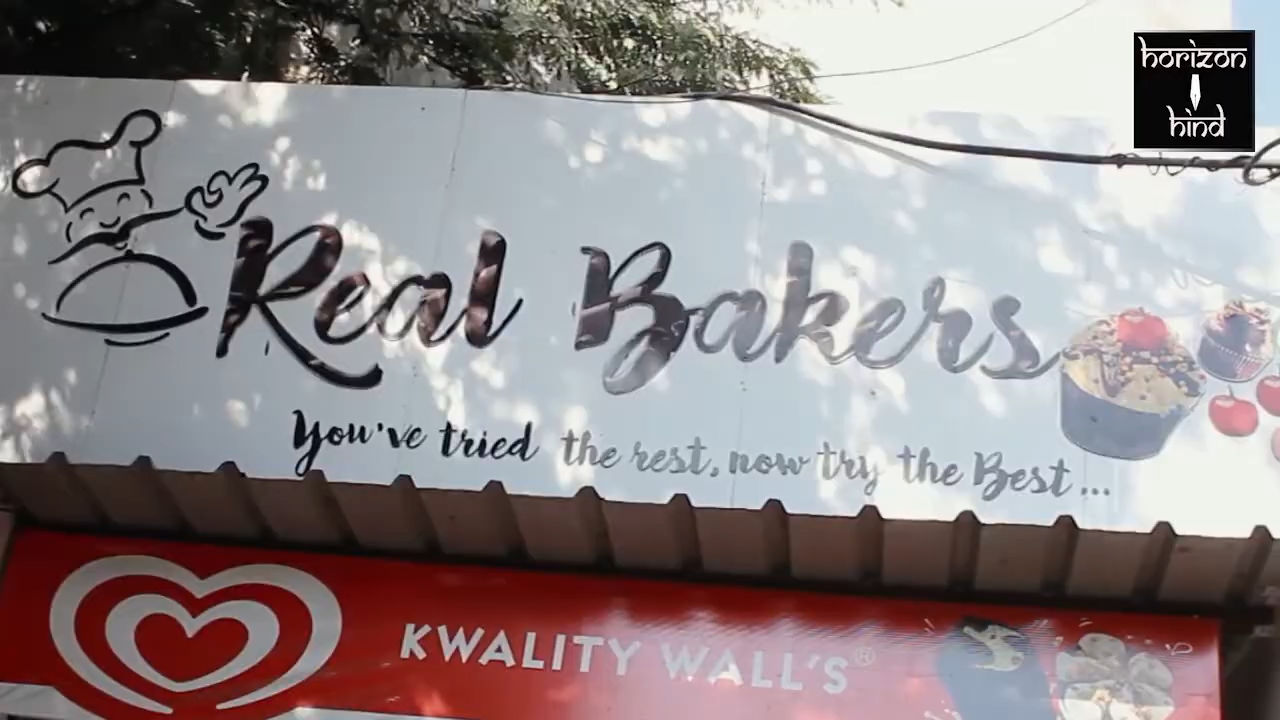 horizon
hind
Real Bakers
You've tried the rest, now try the Best...
KWALITY WALL'S®